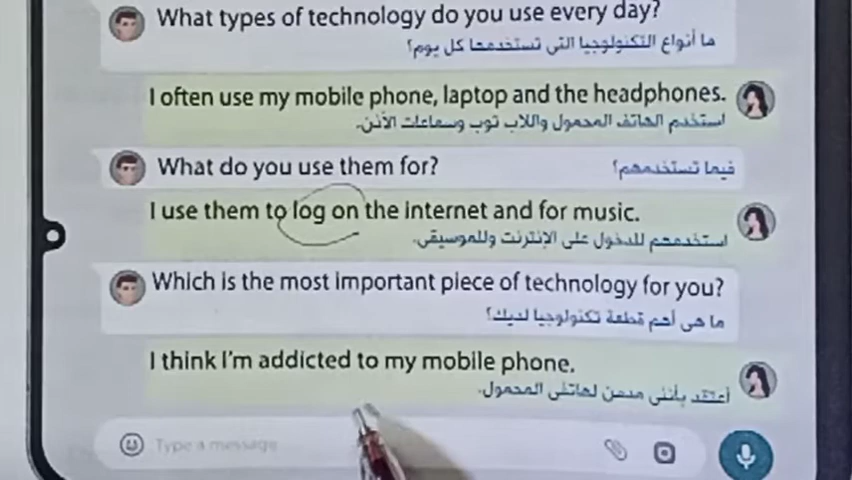 What types of technology do you use every day?
ما أنواع التكنولوجيا التى تستخدمها كل يوم؟
I often use my mobile phone, laptop and the headphones.
استخدم الهاتف المحمول واللاب توب وسماعات الأذن.
What do you use them for?
فيما تستخدمهم؟
I use them to log on the internet and for music.
استخدمهم للدخول على الإنترنت وللموسيقى.
Which is the most important piece of technology for you?
ما هى أهم قطعة تكنولوجيا لديك؟
I think I'm addicted to my mobile phone.
أعتقد بأننى مدمن لهاتفى المحمول.
Type a message